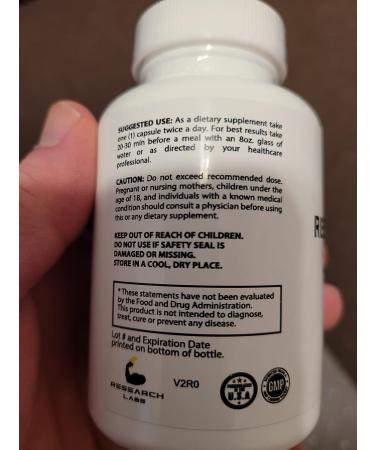 SUGGESTED USE: As a dietary supplement take
one (1) capsule twice a day. For best results take
20-30 min before a meal with an 8oz. glass of
water or as directed by your healthcare
professional.
CAUTION: Do not exceed recommended dose.
Pregnant or nursing mothers, children under the
age of 18, and individuals with a known medical
condition should consult a physician before using
this or any dietary supplement.
KEEP OUT OF REACH OF CHILDREN.
DO NOT USE IF SAFETY SEAL IS
DAMAGED OR MISSING.
STORE IN A COOL, DRY PLACE.
* These statements have not been evaluated
by the Food and Drug Administration.
This product is not intended to diagnose,
treat, cure or prevent any disease.
Lot # and Expiration Date
printed on bottom of bottle.
RESEARCH
LABS
V2R0
U.S.A
GMP